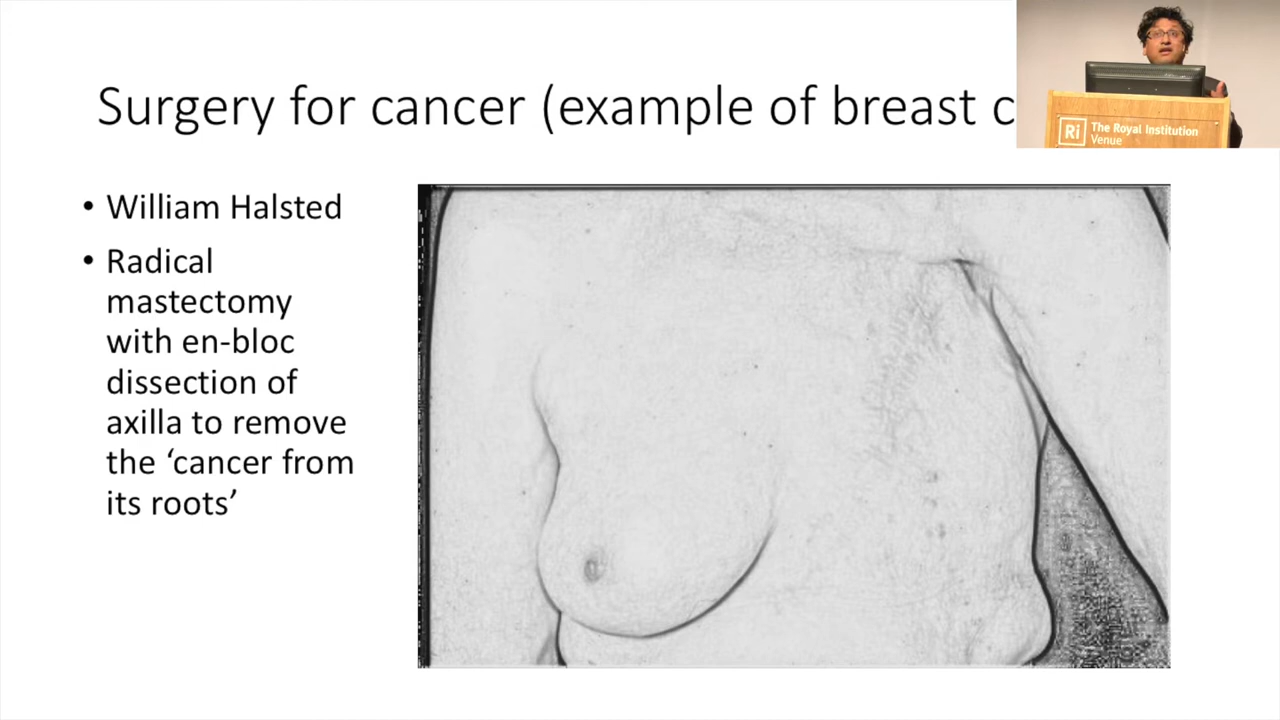 Surgery for cancer (example of breast c
• William Halsted
• Radical
mastectomy
with en-bloc
dissection of
axilla to remove
the ‘cancer from
its roots’
Ri The Royal Institution
Venue